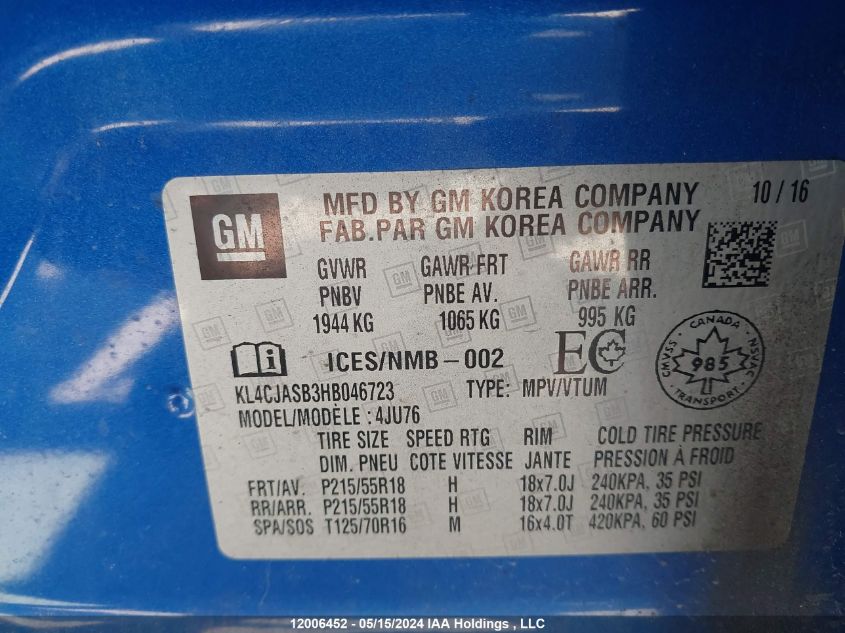 GM
MFD BY GM KOREA COMPANY 10 / 16
FAB.PAR GM KOREA COMPANY
GVWR GAWR FRT GAWR RR
PNBV PNBE AV. PNBE ARR.
1944 KG 1065 KG 995 KG
ICES/NMB-002 EC
CANADA
CMVSS 985 NSVAC
TRANSPORT
KL4CJASB3HB046723 TYPE: MPV/VTUM
MODEL/MODÈLE : 4JU76
TIRE SIZE SPEED RTG RIM COLD TIRE PRESSURE
DIM. PNEU COTE VITESSE JANTE PRESSION À FROID
FRT/AV. P215/55R18 H 18x7.0J 240KPA, 35 PSI
RR/ARR. P215/55R18 H 18x7.0J 240KPA, 35 PSI
SPA/SOS T125/70R16 M 16x4.0T 420KPA, 60 PSI
12006452 - 05/15/2024 IAA Holdings , LLC